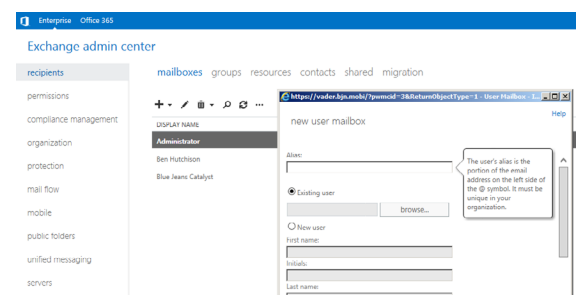 Enterprise Office 365
Exchange admin center
recipients
permissions
compliance management
organization
protection
mail flow
mobile
public folders
unified messaging
servers
mailboxes groups resources contacts shared migration
DISPLAY NAME
Administrator
Ben Hutchison
Blue Jeans Catalyst
https://vader.bjn.mobi/?pwmcid=3&ReturnObjectType=1 - User Mailbox - I...
Help
new user mailbox
Alias:
The user's alias is the
portion of the email
address on the left side of
the @ symbol. It must be
unique in your
organization.
Existing user
browse...
New user
First name:
Initials:
Last name: